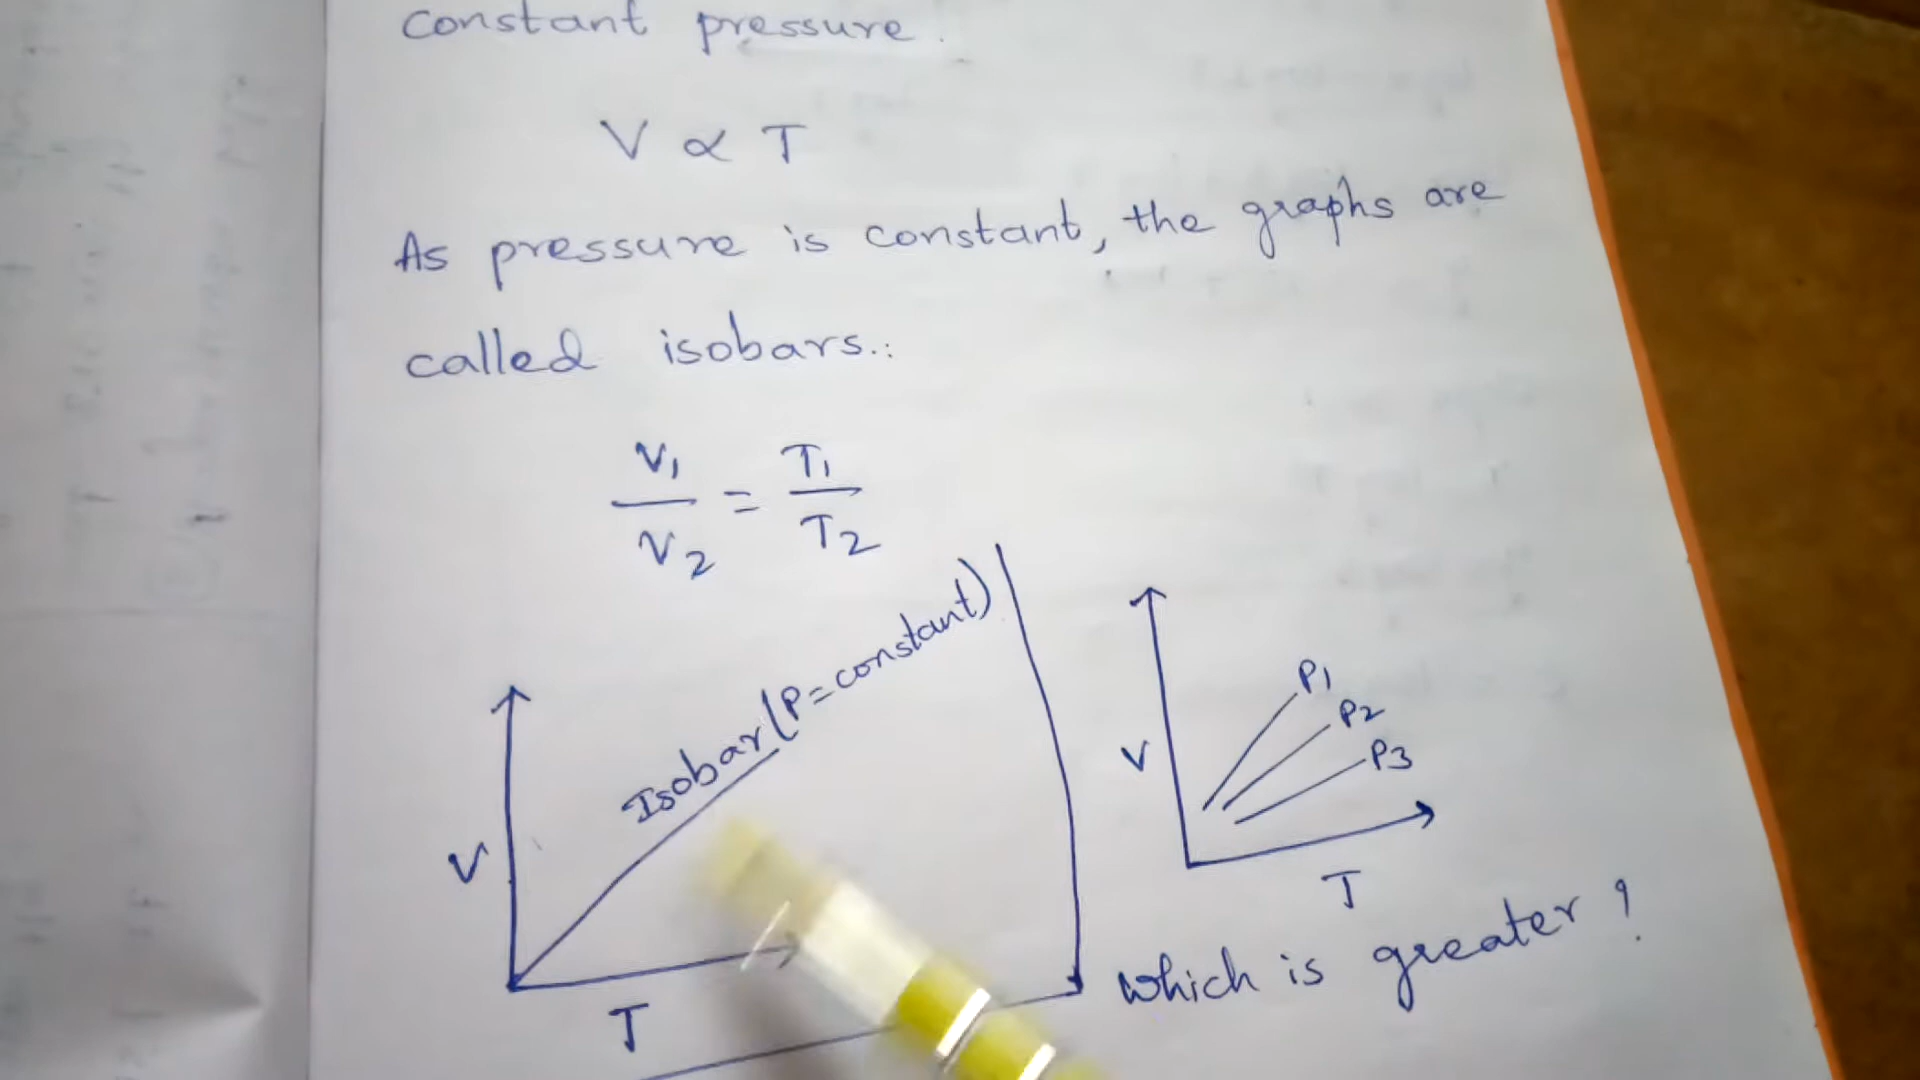 Constant pressure.
V ∝ T
As pressure is constant, the graphs are
called isobars.:
V1/V2 = T1/T2
Isobar (P=constant)
V
T
P1
P2
P3
V
T
which is greater?